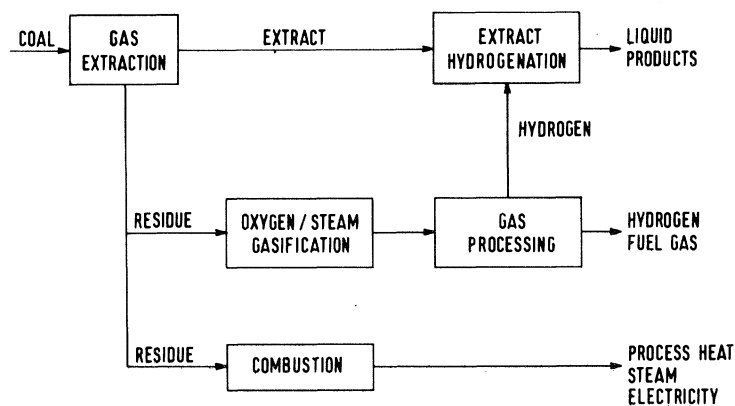 COAL
GAS
EXTRACTION
EXTRACT
EXTRACT
HYDROGENATION
LIQUID
PRODUCTS
HYDROGEN
RESIDUE
OXYGEN / STEAM
GASIFICATION
GAS
PROCESSING
HYDROGEN
FUEL GAS
RESIDUE
COMBUSTION
PROCESS HEAT
STEAM
ELECTRICITY